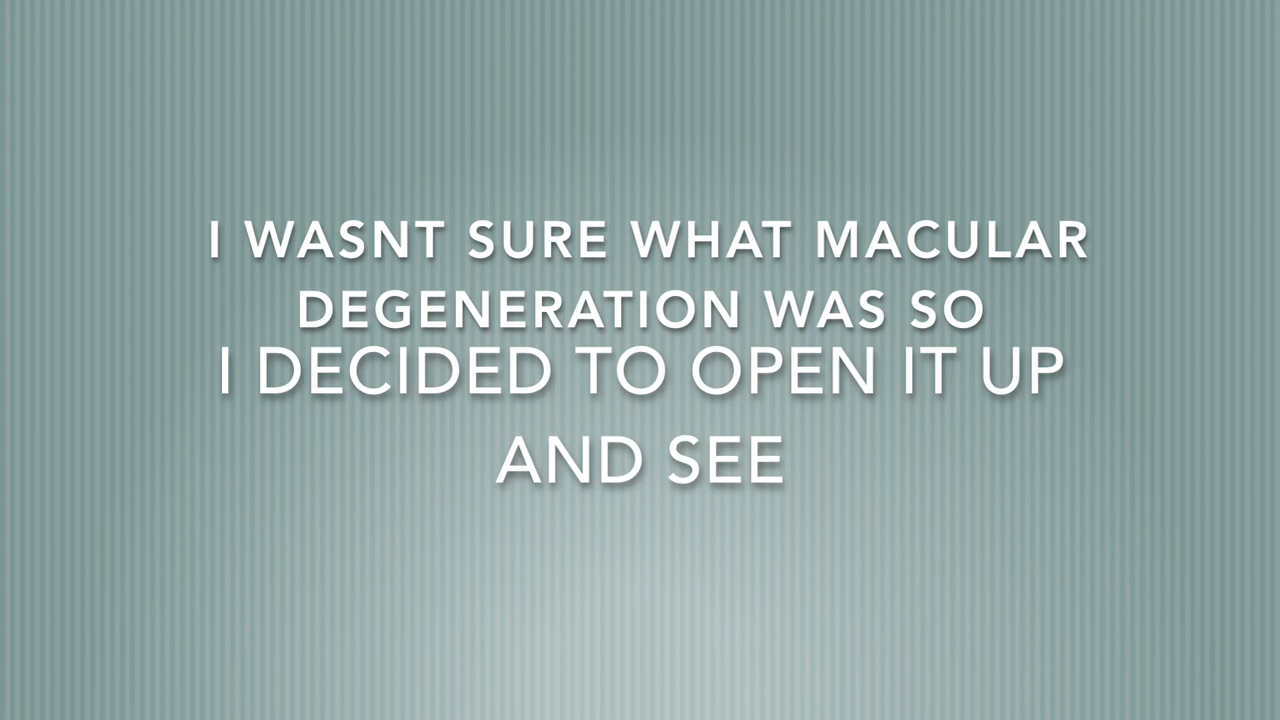 I WASNT SURE WHAT MACULAR
DEGENERATION WAS SO
I DECIDED TO OPEN IT UP
AND SEE